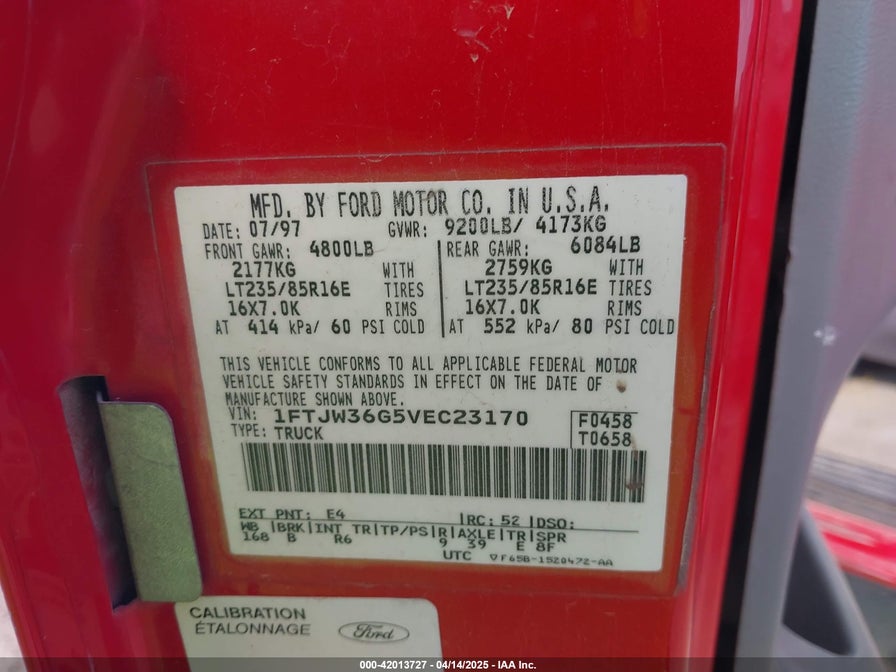 MFD. BY FORD MOTOR CO. IN U.S.A.
DATE: 07/97 GVWR: 9200LB/ 4173KG
FRONT GAWR: 4800LB REAR GAWR: 6084LB
2177KG WITH 2759KG WITH
LT235/85R16E TIRES LT235/85R16E TIRES
16X7.0K RIMS 16X7.0K RIMS
AT 414 kPa/ 60 PSI COLD AT 552 kPa/ 80 PSI COLD
THIS VEHICLE CONFORMS TO ALL APPLICABLE FEDERAL MOTOR
VEHICLE SAFETY STANDARDS IN EFFECT ON THE DATE OF
MANUFACTURE SHOWN ABOVE.
VIN: 1FTJW36G5VEC23170 F0458
TYPE: TRUCK T0658
EXT PNT: E4 RC: 52 DSO:
WB BRK INT TR TP/PS R AXLE TR SPR
168 B R6 9 39 E 8F
UTC F65B-1520472-AA
CALIBRATION
ÉTALONNAGE Ford
000-42013727 - 04/14/2025 - IAA Inc.